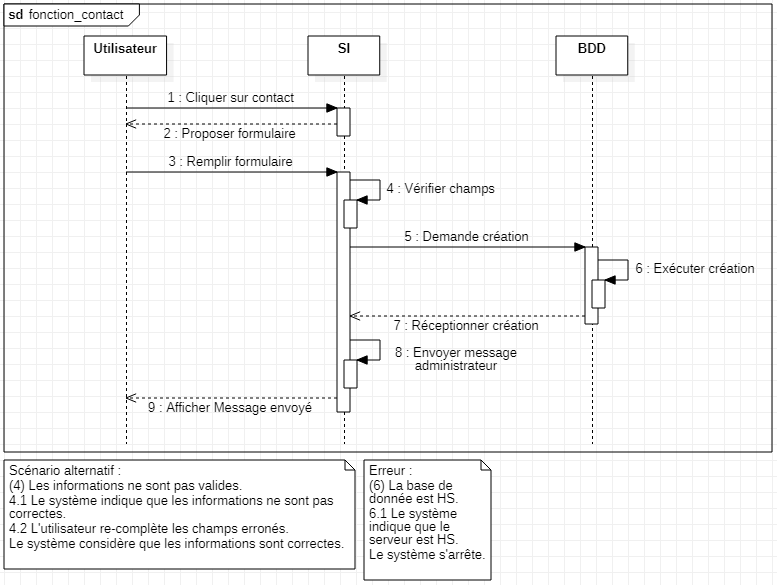 sd fonction_contact
Utilisateur
SI
BDD
1 : Cliquer sur contact
2 : Proposer formulaire
3 : Remplir formulaire
4 : Vérifier champs
5 : Demande création
6 : Exécuter création
7 : Réceptionner création
8 : Envoyer message
administrateur
9 : Afficher Message envoyé
Scénario alternatif :
(4) Les informations ne sont pas valides.
4.1 Le système indique que les informations ne sont pas
correctes.
4.2 L'utilisateur re-complète les champs erronés.
Le système considère que les informations sont correctes.
Erreur :
(6) La base de
donnée est HS.
6.1 Le système
indique que le
serveur est HS.
Le système s'arrête.